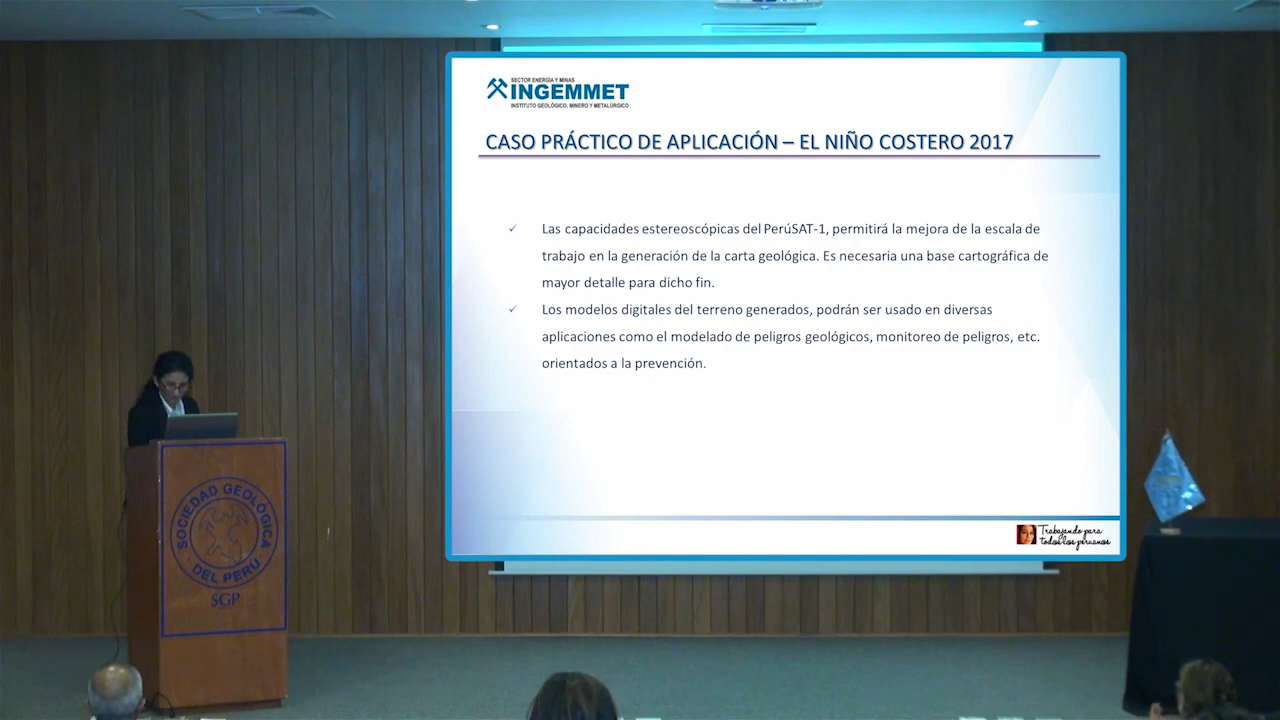 SECTOR ENERGÍA Y MINAS
INGEMMET
INSTITUTO GEOLÓGICO, MINERO Y METALÚRGICO
CASO PRÁCTICO DE APLICACIÓN – EL NIÑO COSTERO 2017
✓ Las capacidades estereoscópicas del PerúSAT-1, permitirá la mejora de la escala de
trabajo en la generación de la carta geológica. Es necesaria una base cartográfica de
mayor detalle para dicho fin.
✓ Los modelos digitales del terreno generados, podrán ser usado en diversas
aplicaciones como el modelado de peligros geológicos, monitoreo de peligros, etc.
orientados a la prevención.
Trabajando para
todos los peruanos
SOCIEDAD GEOLÓGICA
DEL PERÚ
SGP